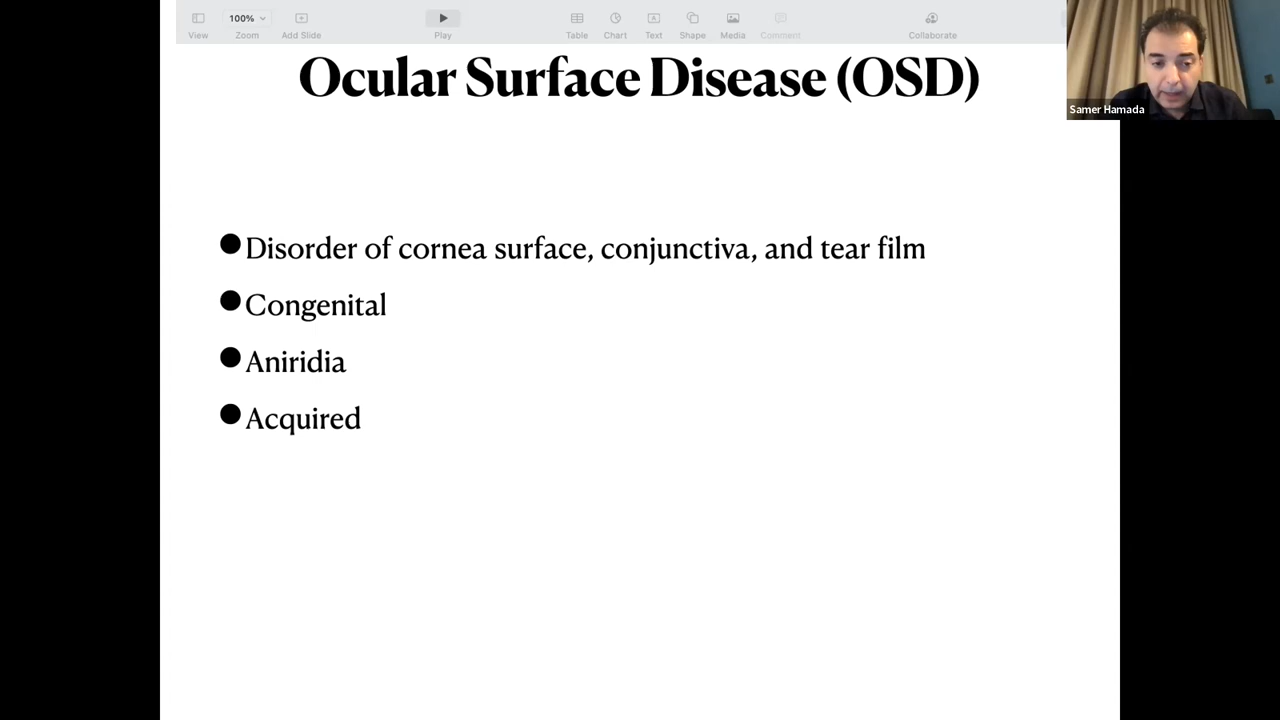 100%
View
Zoom
Add Slide
Play
Table
Chart
Text
Shape
Media
Comment
Collaborate
Samer Hamada
Ocular Surface Disease (OSD)
Disorder of cornea surface, conjunctiva, and tear film
Congenital
Aniridia
Acquired